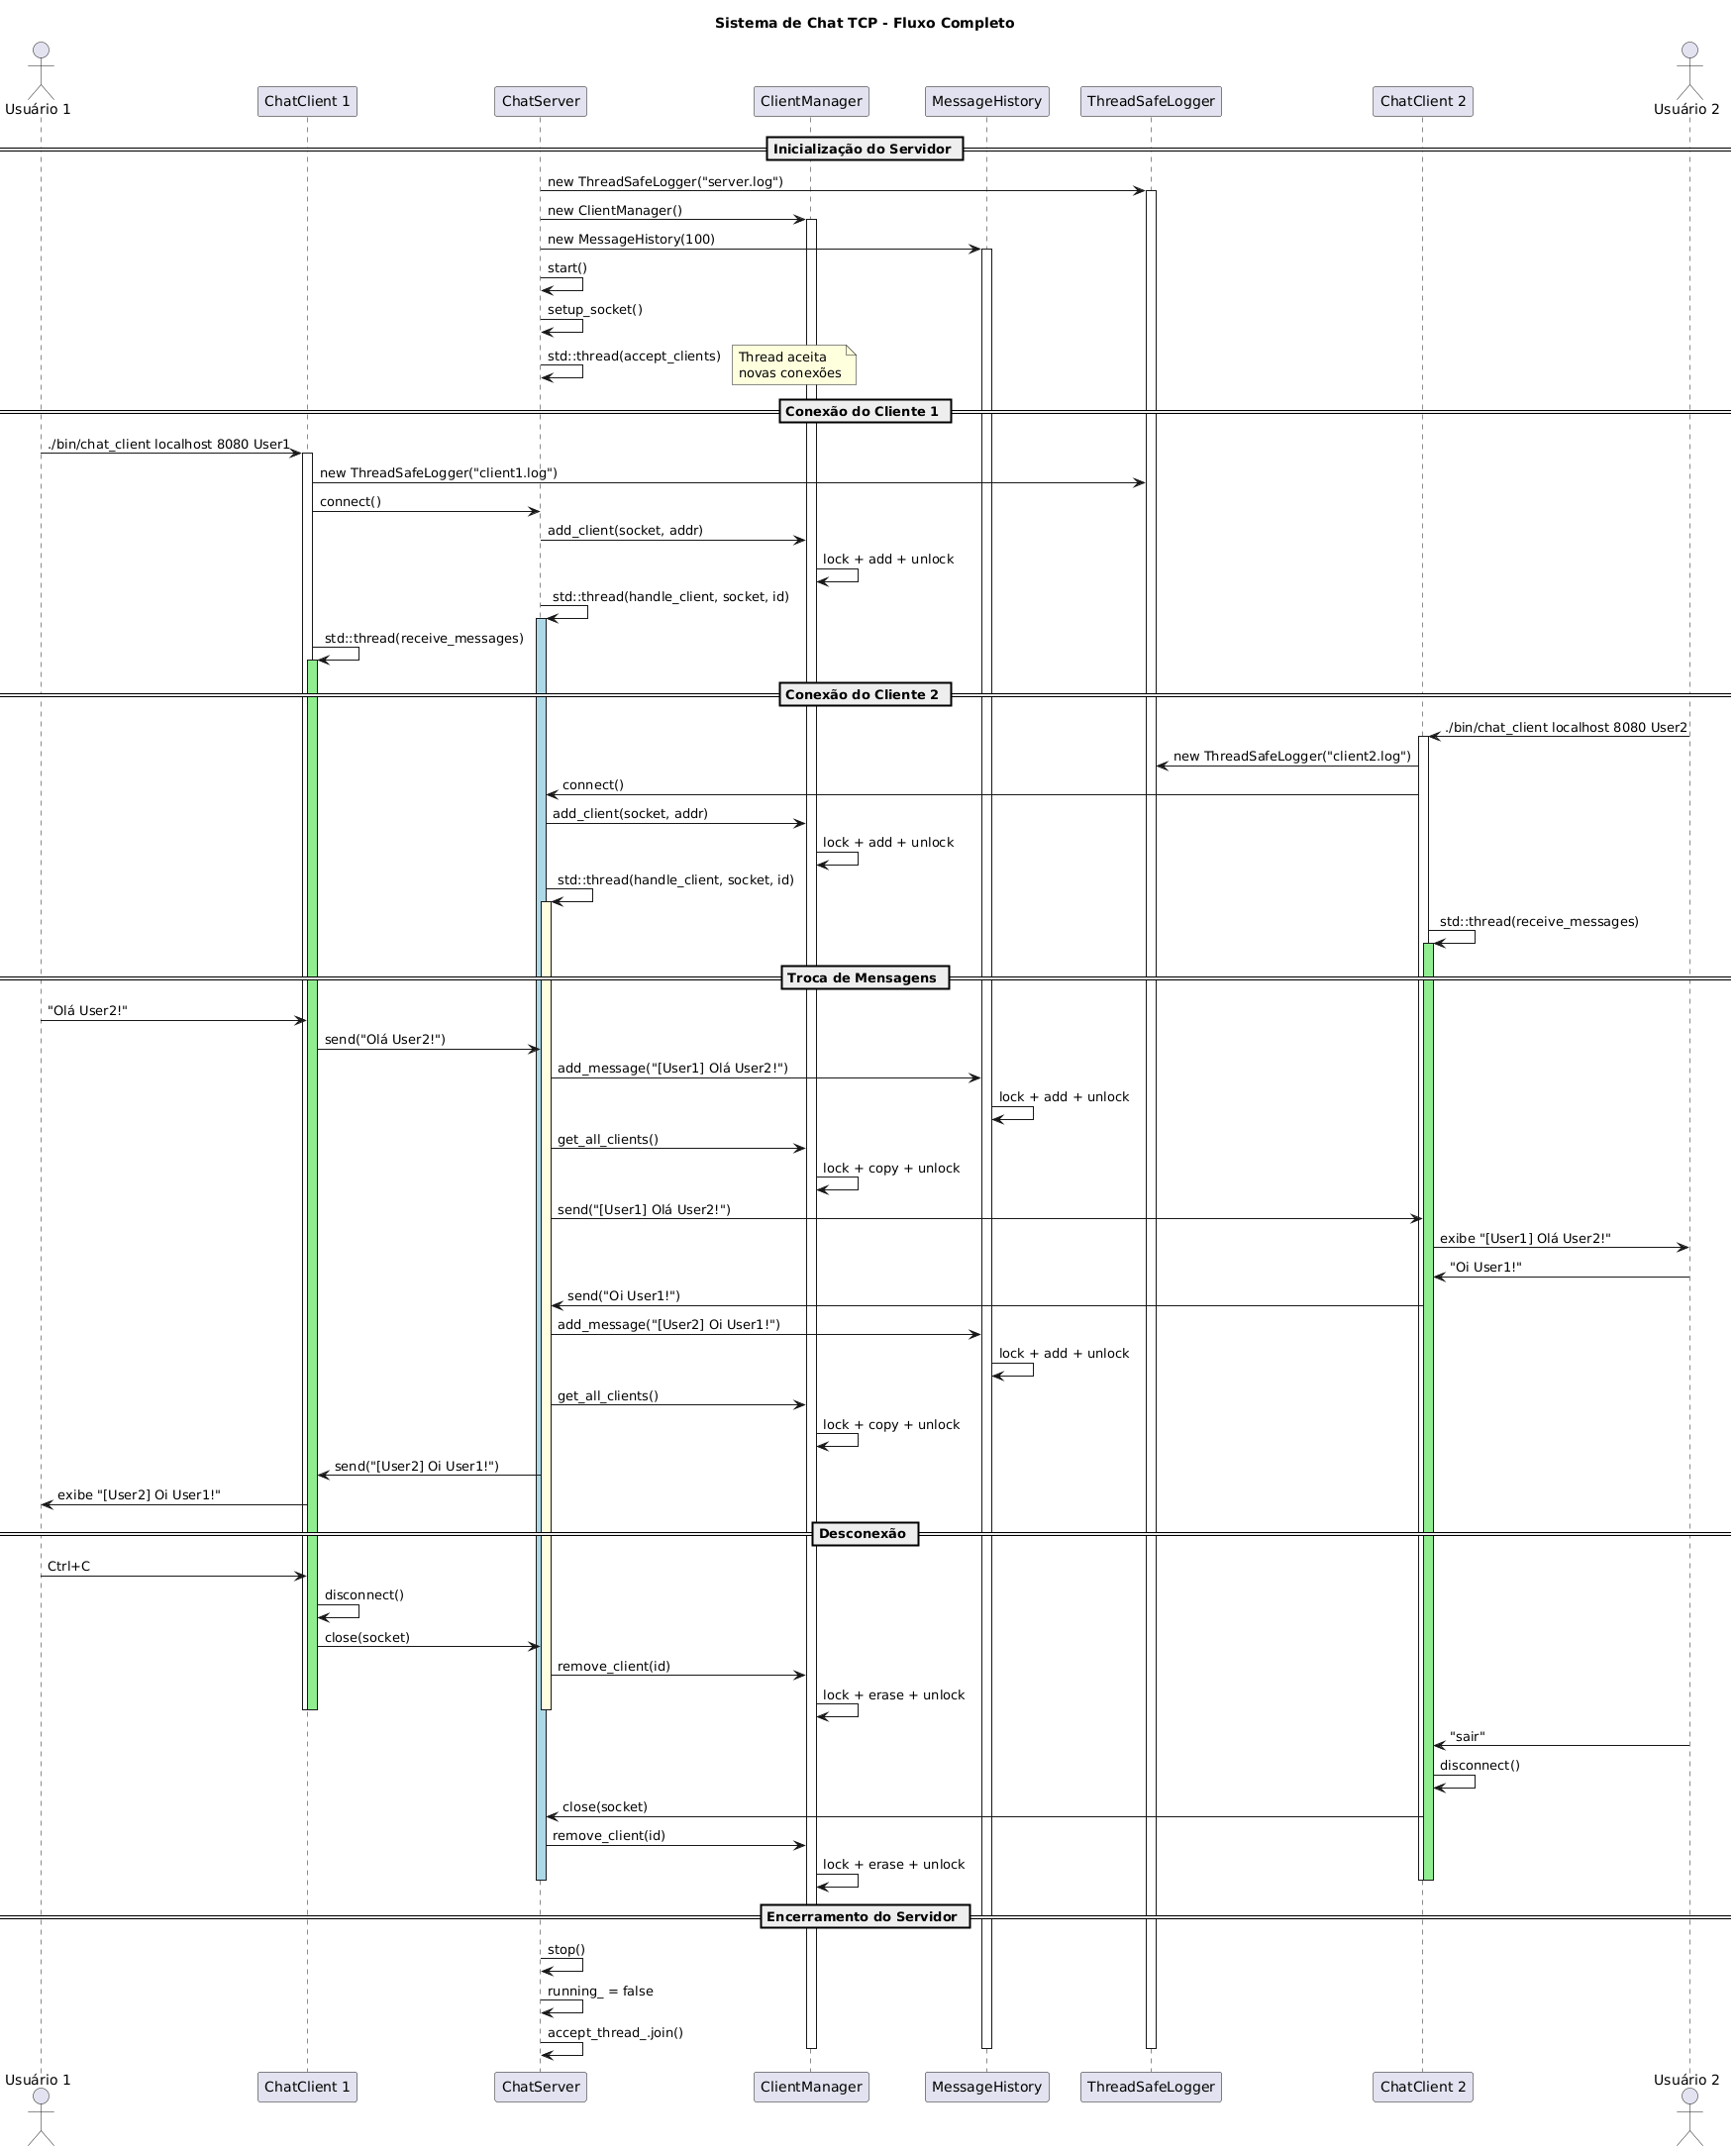 Sistema de Chat TCP - Fluxo Completo
Usuário 1
ChatClient 1
ChatServer
ClientManager
MessageHistory
ThreadSafeLogger
ChatClient 2
Usuário 2
Inicialização do Servidor
new ThreadSafeLogger("server.log")
new ClientManager()
new MessageHistory(100)
start()
setup_socket()
std::thread(accept_clients)
Thread aceita
novas conexões
Conexão do Cliente 1
./bin/chat_client localhost 8080 User1
new ThreadSafeLogger("client1.log")
connect()
add_client(socket, addr)
lock + add + unlock
std::thread(handle_client, socket, id)
std::thread(receive_messages)
Conexão do Cliente 2
./bin/chat_client localhost 8080 User2
new ThreadSafeLogger("client2.log")
connect()
add_client(socket, addr)
lock + add + unlock
std::thread(handle_client, socket, id)
std::thread(receive_messages)
Troca de Mensagens
"Olá User2!"
send("Olá User2!")
add_message("[User1] Olá User2!")
lock + add + unlock
get_all_clients()
lock + copy + unlock
send("[User1] Olá User2!")
exibe "[User1] Olá User2!"
"Oi User1!"
send("Oi User1!")
add_message("[User2] Oi User1!")
lock + add + unlock
get_all_clients()
lock + copy + unlock
send("[User2] Oi User1!")
exibe "[User2] Oi User1!"
Desconexão
Ctrl+C
disconnect()
close(socket)
remove_client(id)
lock + erase + unlock
"sair"
disconnect()
close(socket)
remove_client(id)
lock + erase + unlock
Encerramento do Servidor
stop()
running_ = false
accept_thread_.join()
Usuário 1
ChatClient 1
ChatServer
ClientManager
MessageHistory
ThreadSafeLogger
ChatClient 2
Usuário 2